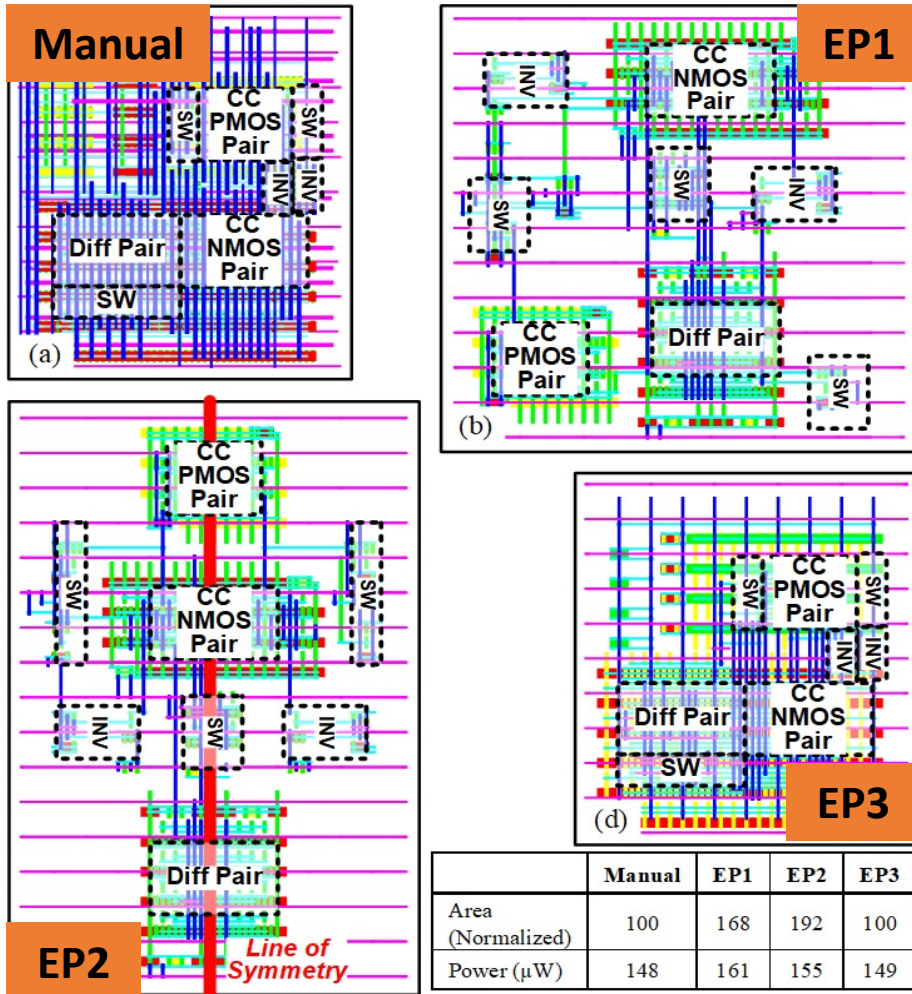 Manual
SW
CC
PMOS
Pair
SW
INV
INV
Diff Pair
CC
NMOS
Pair
SW
(a)
EP1
INV
CC
NMOS
Pair
SW
SW
INV
CC
PMOS
Pair
Diff Pair
SW
(b)
CC
PMOS
Pair
SW
SW
CC
NMOS
Pair
INV
SW
INV
Diff Pair
Line of
Symmetry
EP2
SW
CC
PMOS
Pair
SW
INV
INV
Diff Pair
CC
NMOS
Pair
SW
(d)
EP3
Manual EP1 EP2 EP3
Area
(Normalized) 100 168 192 100
Power (µW) 148 161 155 149